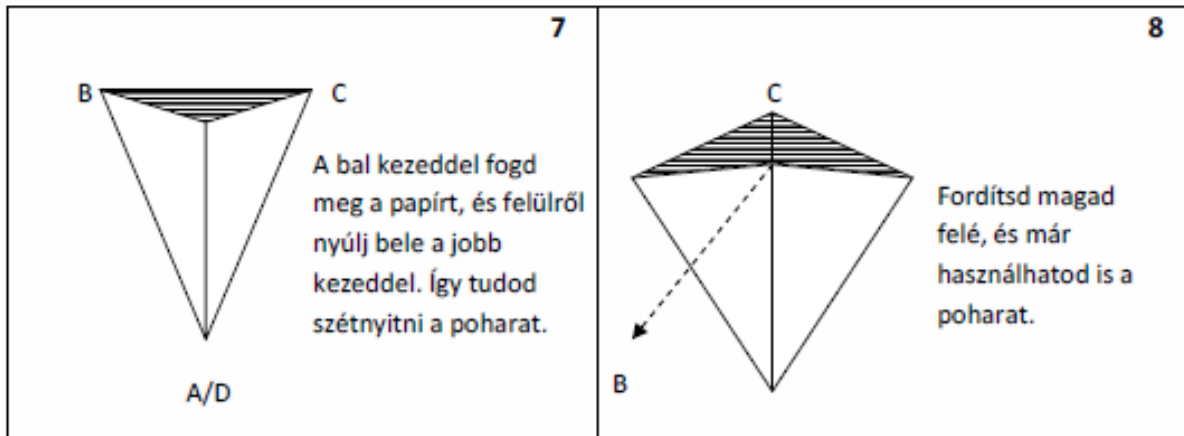 7
B
C
A bal kezeddel fogd
meg a papírt, és felülről
nyúlj bele a jobb
kezeddel. Így tudod
szétnyitni a poharat.
A/D
8
C
Fordítsd magad
felé, és már
használhatod is a
poharat.
B